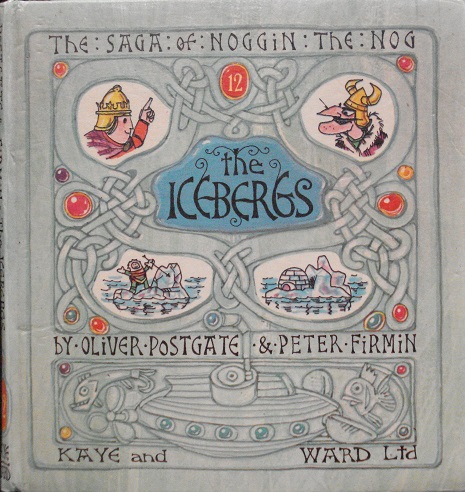 THE : SAGA : OF : NOGGIN : THE : NOG
12
the
ICEBERGS
by · OLIVER · POSTGATE · & · PETER · FIRMIN
KAYE and WARD Ltd